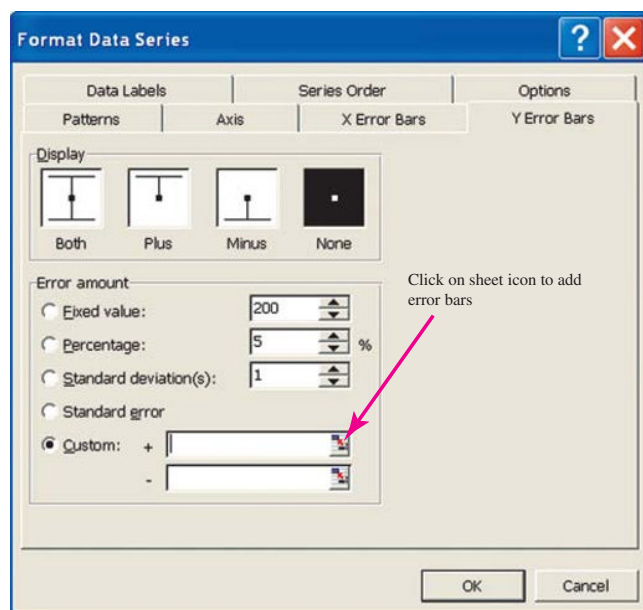 Format Data Series
Data Labels Series Order Options
Patterns Axis X Error Bars Y Error Bars
Display
Both Plus Minus None
Error amount
Fixed value: 200
Percentage: 5 %
Standard deviation(s): 1
Standard error
Custom: +
-
Click on sheet icon to add
error bars
OK Cancel